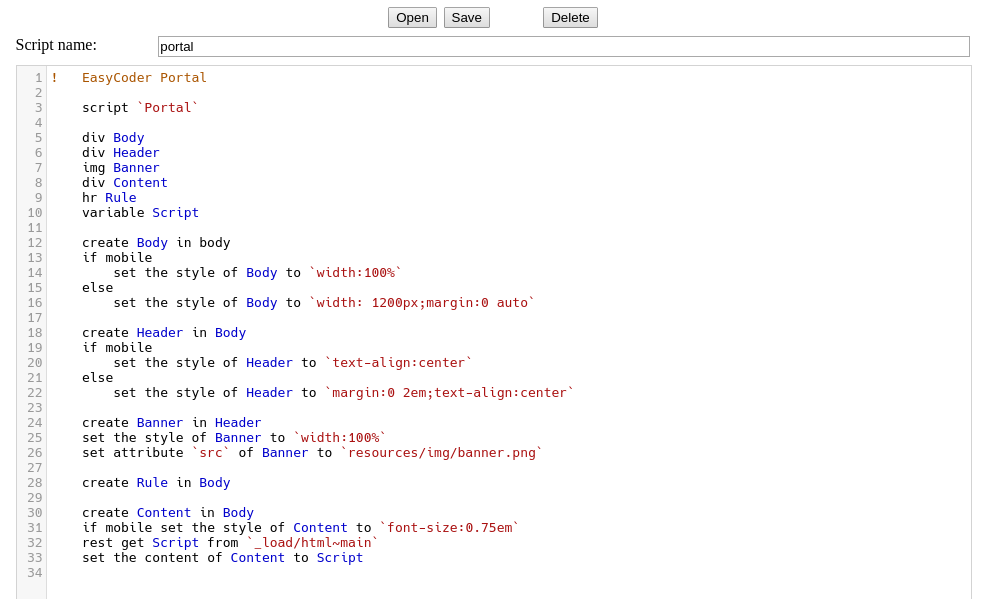 Open Save Delete
Script name: portal
1 !   EasyCoder Portal
2
3     script `Portal`
4
5     div Body
6     div Header
7     img Banner
8     div Content
9     hr Rule
10     variable Script
11
12     create Body in body
13     if mobile
14         set the style of Body to `width:100%`
15     else
16         set the style of Body to `width: 1200px;margin:0 auto`
17
18     create Header in Body
19     if mobile
20         set the style of Header to `text-align:center`
21     else
22         set the style of Header to `margin:0 2em;text-align:center`
23
24     create Banner in Header
25     set the style of Banner to `width:100%`
26     set attribute `src` of Banner to `resources/img/banner.png`
27
28     create Rule in Body
29
30     create Content in Body
31     if mobile set the style of Content to `font-size:0.75em`
32     rest get Script from `_load/html~main`
33     set the content of Content to Script
34